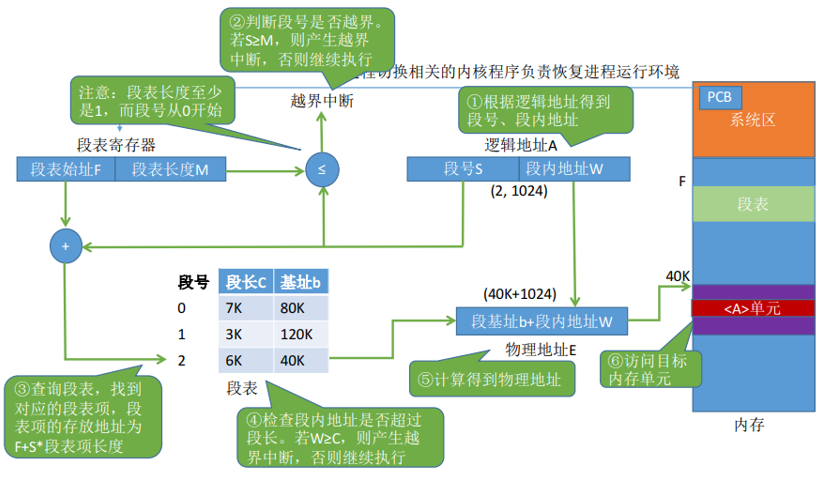 ②判断段号是否越界。
若S≥M，则产生越界
中断，否则继续执行
程切换相关的内核程序负责恢复进程运行环境
注意：段表长度至少
是1，而段号从0开始
越界中断
①根据逻辑地址得到
段号、段内地址
PCB
系统区
段表寄存器
逻辑地址A
段表始址F
段表长度M
≤
段号S
段内地址W
(2, 1024)
F
段表
+
段号
段长C
基址b
0
7K
80K
1
3K
120K
2
6K
40K
段表
(40K+1024)
段基址b+段内地址W
物理地址E
40K
<A>单元
内存
③查询段表，找到
对应的段表项，段
表项的存放地址为
F+S*段表项长度
④检查段内地址是否超过
段长。若W≥C，则产生越
界中断，否则继续执行
⑤计算得到物理地址
⑥访问目标
内存单元